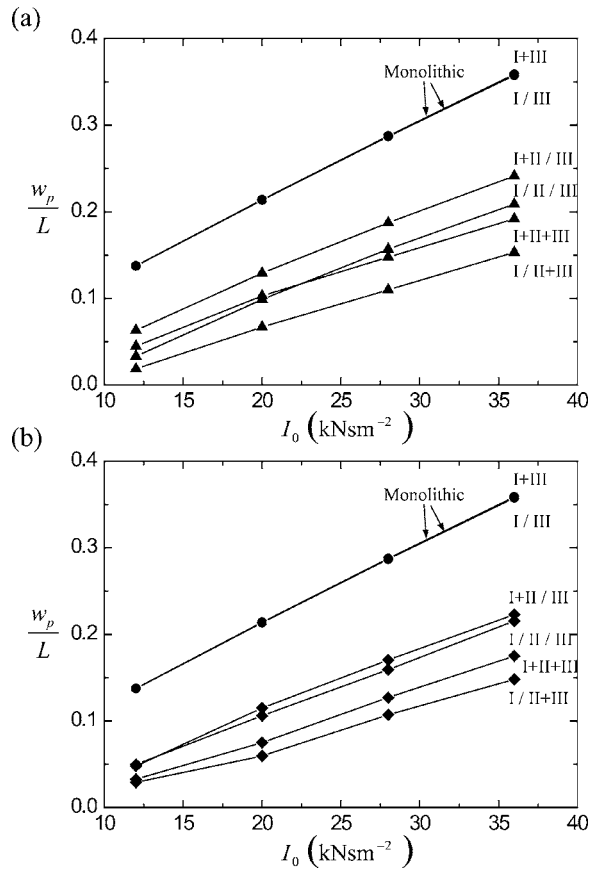 (a)
0.4
0.3
0.2
0.1
0.0
w_p
L
Monolithic
I+III
I / III
I+II / III
I / II / III
I+II+III
I / II+III
10 15 20 25 30 35 40
I₀ (kNsm⁻²)
(b)
0.4
0.3
0.2
0.1
0.0
w_p
L
Monolithic
I+III
I / III
I+II / III
I / II / III
I+II+III
I / II+III
10 15 20 25 30 35 40
I₀ (kNsm⁻²)